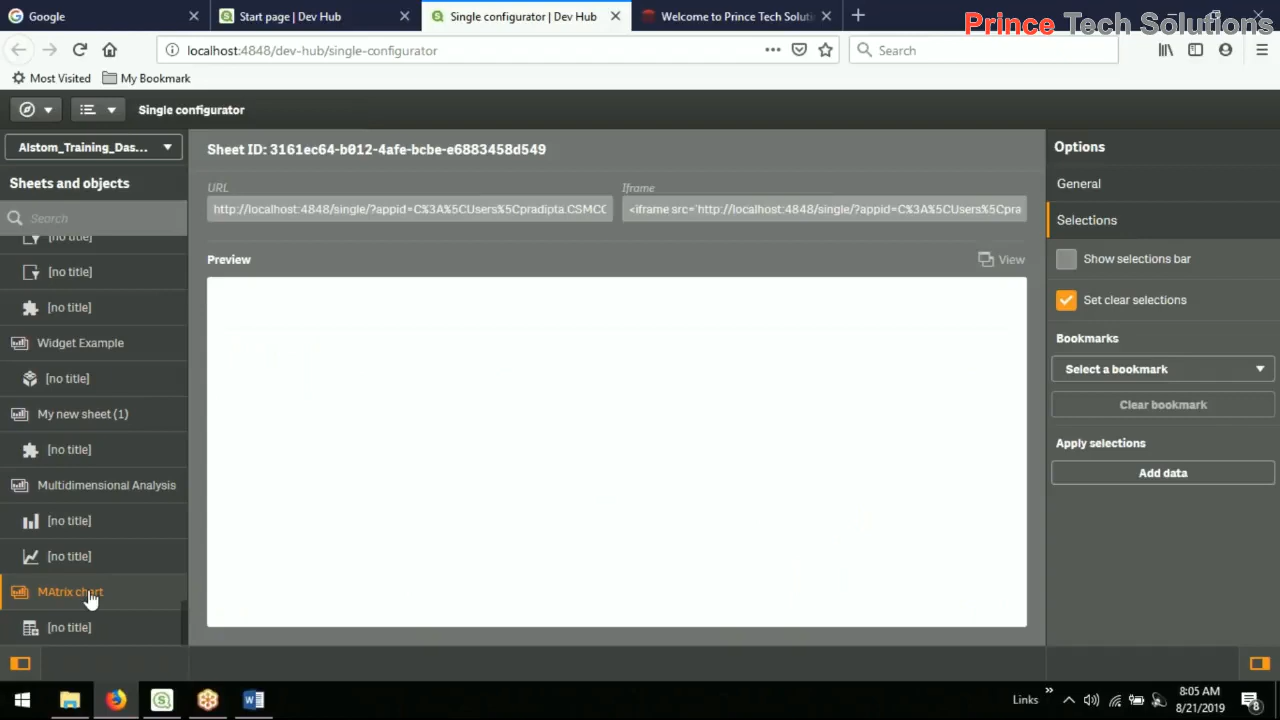 Google
Start page | Dev Hub
Single configurator | Dev Hub
Welcome to Prince Tech Soluti
Prince Tech Solutions
localhost:4848/dev-hub/single-configurator
Search
Most Visited
My Bookmark
Single configurator
Alstom_Training_Das...
Sheets and objects
Search
[no title]
[no title]
[no title]
Widget Example
[no title]
My new sheet (1)
[no title]
Multidimensional Analysis
[no title]
[no title]
MAtrix chart
[no title]
Sheet ID: 3161ec64-b012-4afe-bcbe-e6883458d549
URL
http://localhost:4848/single/?appid=C%3A%5CUsers%5Cpradipta.CSMCC
Iframe
<iframe src='http://localhost:4848/single/?appid=C%3A%5CUsers%5Cpra
Preview
View
Options
General
Selections
Show selections bar
Set clear selections
Bookmarks
Select a bookmark
Clear bookmark
Apply selections
Add data
Links
8:05 AM
8/21/2019
8